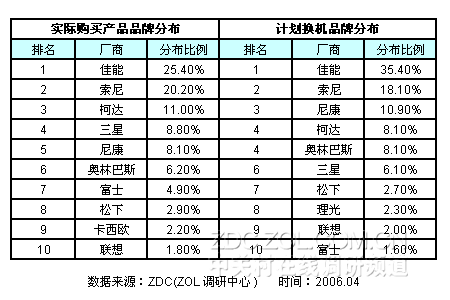 实际购买产品品牌分布 计划换机品牌分布
排名 厂商 分布比例 排名 厂商 分布比例
1 佳能 25.40% 1 佳能 35.40%
2 索尼 20.20% 2 索尼 18.10%
3 柯达 11.00% 3 尼康 10.90%
4 三星 8.80% 4 柯达 8.10%
5 尼康 8.10% 4 奥林巴斯 8.10%
6 奥林巴斯 6.20% 6 三星 6.10%
7 富士 4.90% 7 松下 2.70%
8 松下 2.90% 8 理光 2.30%
9 卡西欧 2.20% 9 联想 2.00%
10 联想 1.80% 10 富士 1.60%
ZDC.ZOL.COM.CN
中关村在线调研频道
数据来源：ZDC(ZOL调研中心) 时间：2006.04